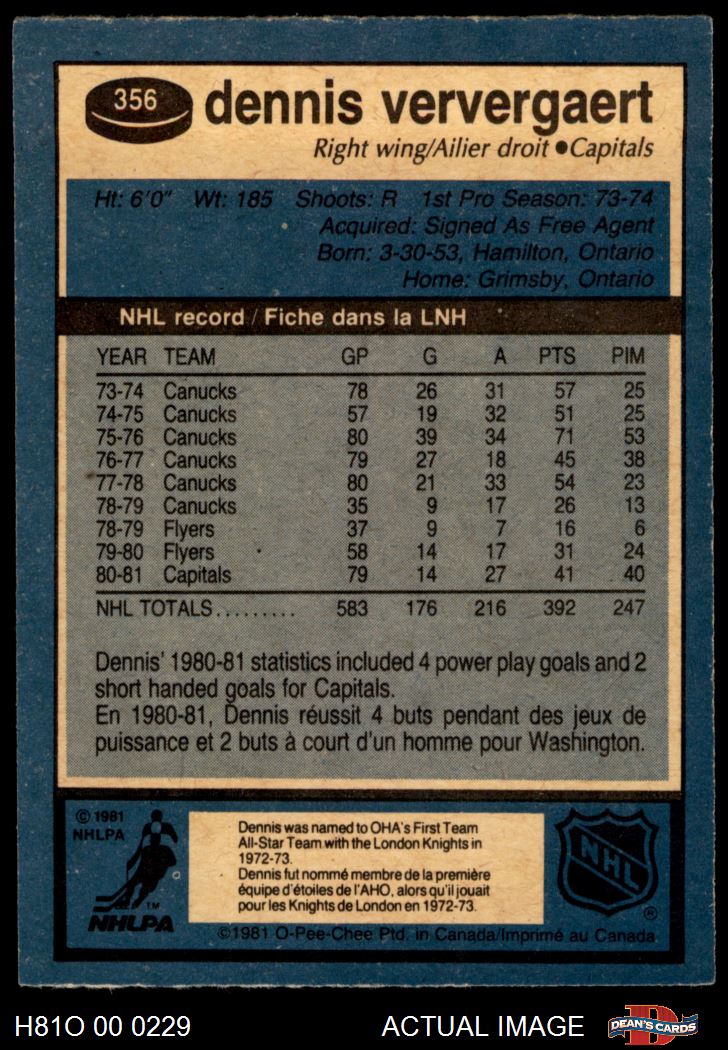 356
dennis ververgaert
Right wing/Ailier droit ●Capitals
Ht: 6'0" Wt: 185 Shoots: R 1st Pro Season: 73-74
Acquired: Signed As Free Agent
Born: 3-30-53, Hamilton, Ontario
Home: Grimsby, Ontario
NHL record / Fiche dans la LNH
YEAR TEAM GP G A PTS PIM
73-74 Canucks 78 26 31 57 25
74-75 Canucks 57 19 32 51 25
75-76 Canucks 80 39 34 71 53
76-77 Canucks 79 27 18 45 38
77-78 Canucks 80 21 33 54 23
78-79 Canucks 35 9 17 26 13
78-79 Flyers 37 9 7 16 6
79-80 Flyers 58 14 17 31 24
80-81 Capitals 79 14 27 41 40
NHL TOTALS......... 583 176 216 392 247
Dennis' 1980-81 statistics included 4 power play goals and 2
short handed goals for Capitals.
En 1980-81, Dennis réussit 4 buts pendant des jeux de
puissance et 2 buts à court d'un homme pour Washington.
© 1981
NHLPA
TM
NHLPA
Dennis was named to OHA's First Team
All-Star Team with the London Knights in
1972-73.
Dennis fut nommé membre de la première
équipe d'étoiles de l'AHO, alors qu'il jouait
pour les Knights de London en 1972-73.
NHL
®
©1981 O-Pee-Chee Ptd. in Canada/Imprimé au Canada
H81O 00 0229 ACTUAL IMAGE
D
DEAN'S CARDS